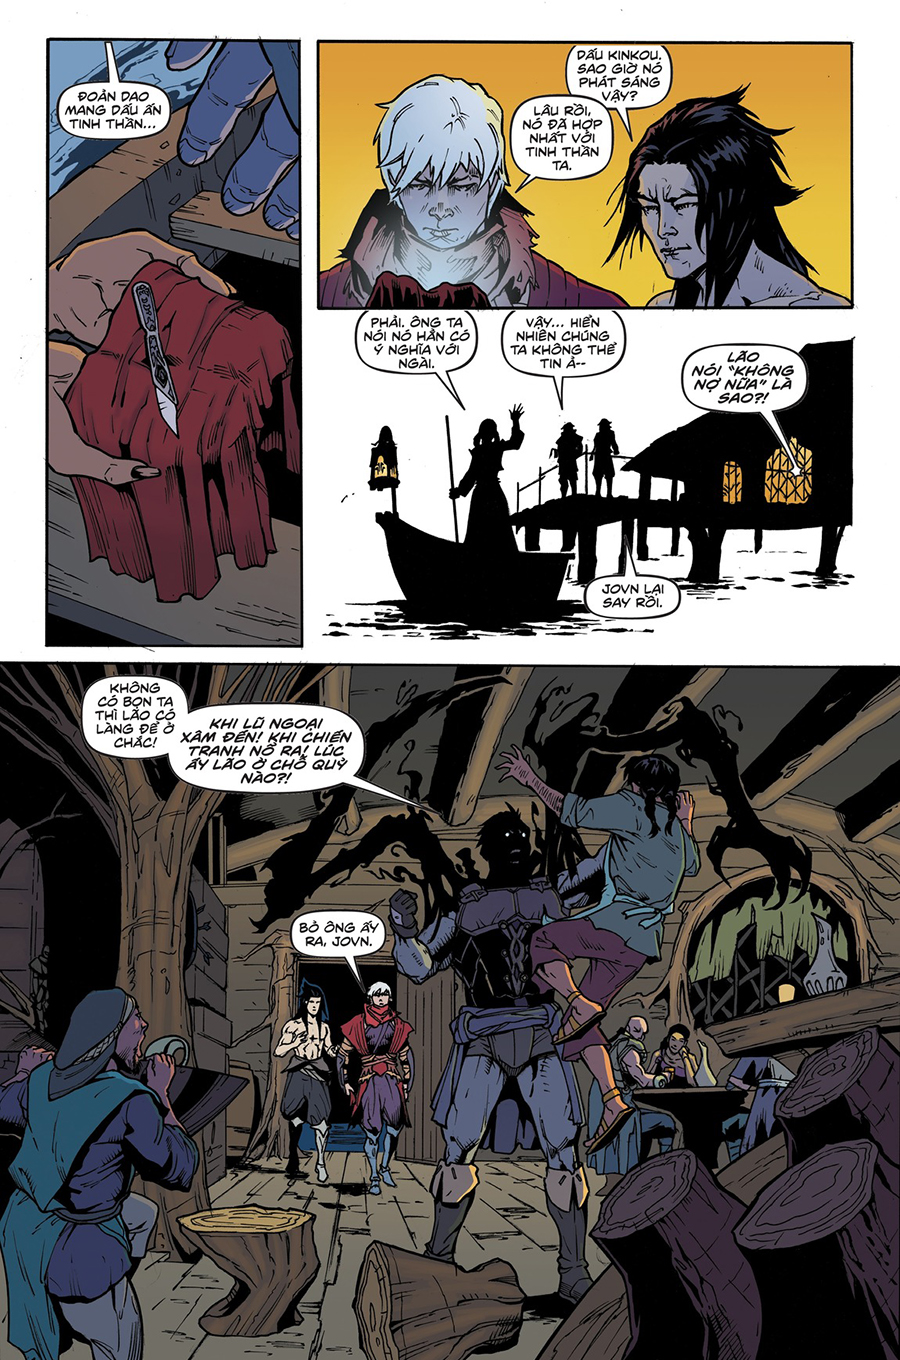 ĐOẢN DAO
MANG DẤU ẤN
TINH THẦN...
DẤU KINKOU.
SAO GIỜ NÓ
PHÁT SÁNG
VẬY?
LÂU RỒI,
NÓ ĐÃ HỢP
NHẤT VỚI
TINH THẦN
TA.
PHẢI. ÔNG TA
NÓI NÓ HẲN CÓ
Ý NGHĨA VỚI
NGÀI.
VẬY... HIỂN
NHIÊN CHÚNG
TA KHÔNG THỂ
TIN Ả--
LÃO
NÓI "KHÔNG
NỢ NỮA" LÀ
SAO?!
JOVN LẠI
SAY RỒI.
KHÔNG
CÓ BỌN TA
THÌ LÃO CÓ
LÀNG ĐỂ Ở
CHẮC!
KHI LŨ NGOẠI
XÂM ĐẾN! KHI CHIẾN
TRANH NỔ RA! LÚC
ẤY LÃO Ở CHỖ QUỶ
NÀO?!
BỎ ÔNG ẤY
RA, JOVN.